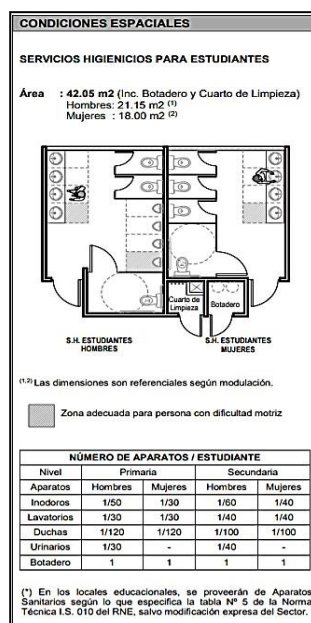 CONDICIONES ESPACIALES
SERVICIOS HIGIENICOS PARA ESTUDIANTES
Área : 42.05 m2 (Inc. Botadero y Cuarto de Limpieza)
Hombres: 21.15 m2 (1)
Mujeres : 18.00 m2 (2)
Cuarto de
Limpieza
Botadero
S.H. ESTUDIANTES
HOMBRES
S.H. ESTUDIANTES
MUJERES
(1,2) Las dimensiones son referenciales según modulación.
Zona adecuada para persona con dificultad motriz
NÚMERO DE APARATOS / ESTUDIANTE
Nivel Primaria Secundaria
Aparatos Hombres Mujeres Hombres Mujeres
Inodoros 1/50 1/30 1/60 1/40
Lavatorios 1/30 1/30 1/40 1/40
Duchas 1/120 1/120 1/100 1/100
Urinarios 1/30 - 1/40 -
Botadero 1 1 1 1
(*) En los locales educacionales, se proveerán de Aparatos
Sanitarios según lo que especifica la tabla Nº 5 de la Norma
Técnica I.S. 010 del RNE, salvo modificación expresa del Sector.